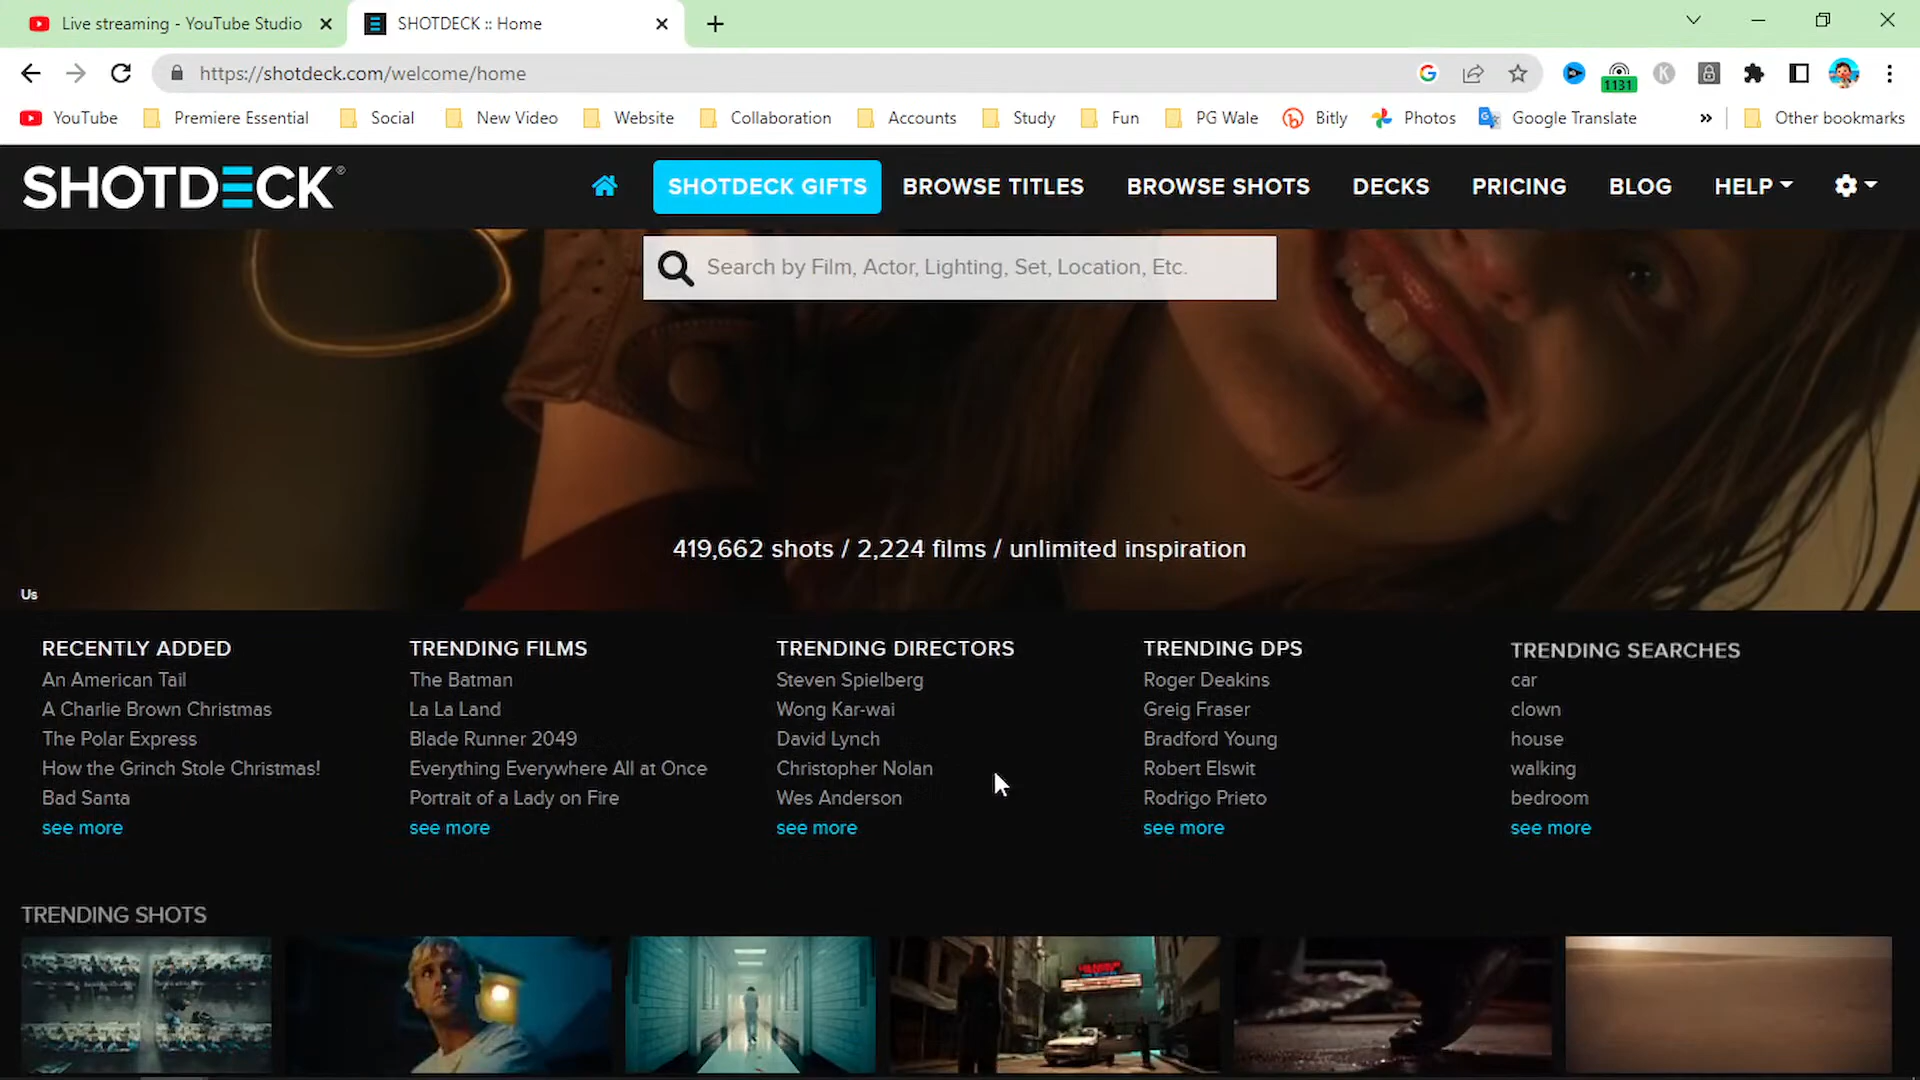 Live streaming - YouTube Studio
SHOTDECK :: Home
https://shotdeck.com/welcome/home
1131
YouTube
Premiere Essential
Social
New Video
Website
Collaboration
Accounts
Study
Fun
PG Wale
Bitly
Photos
Google Translate
»
Other bookmarks
SHOTDECK®
SHOTDECK GIFTS
BROWSE TITLES
BROWSE SHOTS
DECKS
PRICING
BLOG
HELP
Search by Film, Actor, Lighting, Set, Location, Etc.
419,662 shots / 2,224 films / unlimited inspiration
Us
RECENTLY ADDED
An American Tail
A Charlie Brown Christmas
The Polar Express
How the Grinch Stole Christmas!
Bad Santa
see more
TRENDING FILMS
The Batman
La La Land
Blade Runner 2049
Everything Everywhere All at Once
Portrait of a Lady on Fire
see more
TRENDING DIRECTORS
Steven Spielberg
Wong Kar-wai
David Lynch
Christopher Nolan
Wes Anderson
see more
TRENDING DPS
Roger Deakins
Greig Fraser
Bradford Young
Robert Elswit
Rodrigo Prieto
see more
TRENDING SEARCHES
car
clown
house
walking
bedroom
see more
TRENDING SHOTS